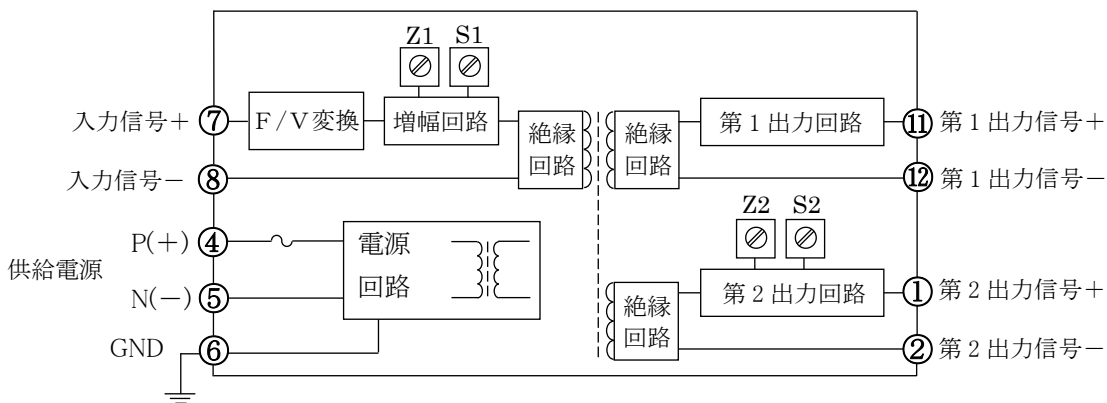 Z1 S1
入力信号+ ⑦ F/V変換 増幅回路 絶縁回路 絶縁回路 第1出力回路 ⑪ 第1出力信号+
入力信号- ⑧ ⑫ 第1出力信号-
Z2 S2
供給電源
P(+) ④ 電源回路
N(-) ⑤
GND ⑥
絶縁回路 第2出力回路 ① 第2出力信号+
② 第2出力信号-